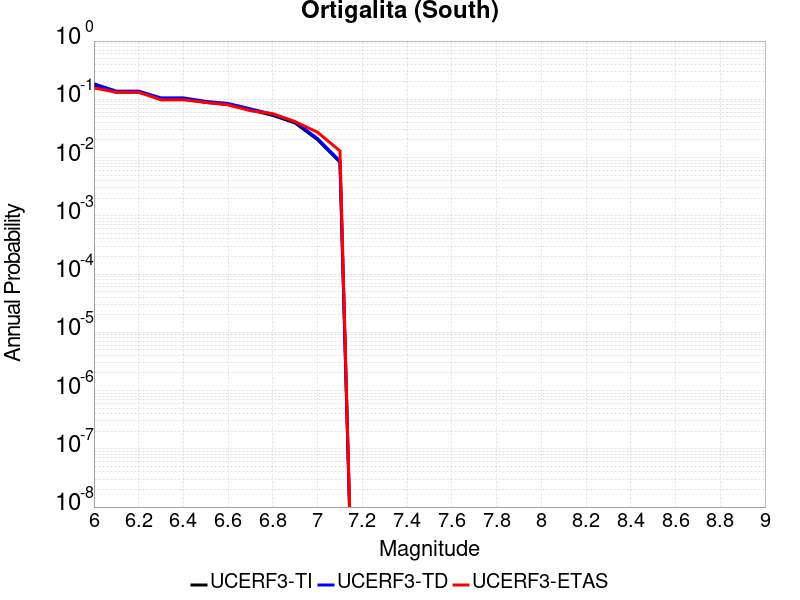 Ortigalita (South)
10^0
10^-1
10^-2
10^-3
10^-4
10^-5
10^-6
10^-7
10^-8
Annual Probability
6 6.2 6.4 6.6 6.8 7 7.2 7.4 7.6 7.8 8 8.2 8.4 8.6 8.8 9
Magnitude
UCERF3-TI UCERF3-TD UCERF3-ETAS